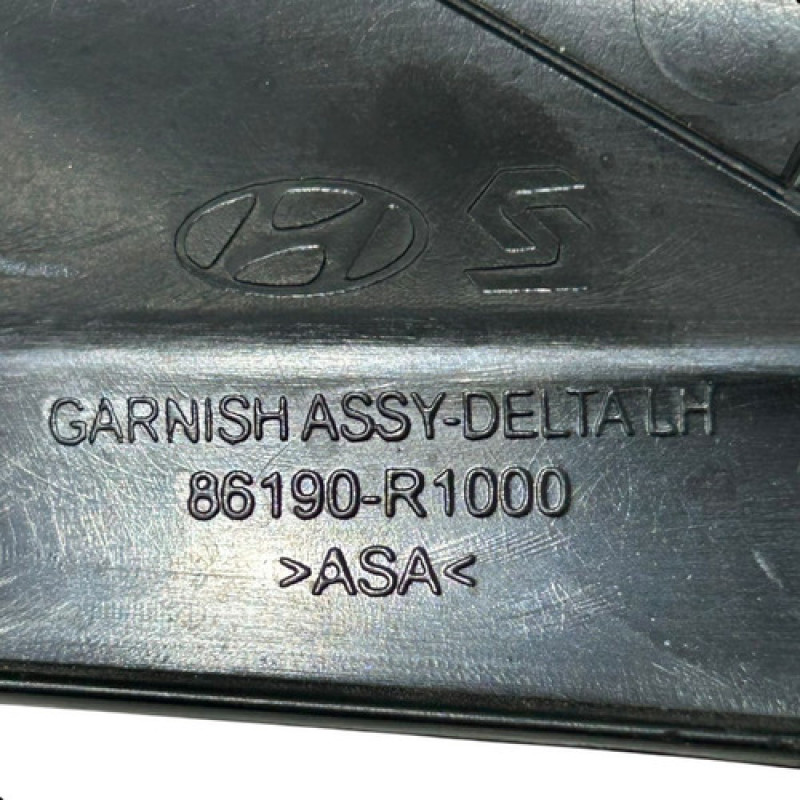 GARNISH ASSY-DELTA LH
86190-R1000
>ASA<